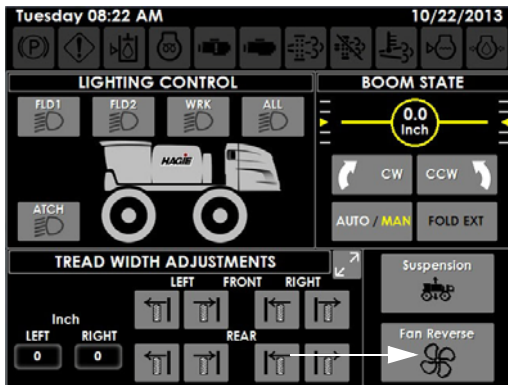 Tuesday 08:22 AM 10/22/2013
LIGHTING CONTROL
FLD1 FLD2 WRK ALL
HAGIE
ATCH
BOOM STATE
0.0
Inch
CW CCW
AUTO / MAN FOLD EXT
TREAD WIDTH ADJUSTMENTS
LEFT FRONT RIGHT
Inch
LEFT RIGHT
REAR
0 0
Suspension
Fan Reverse